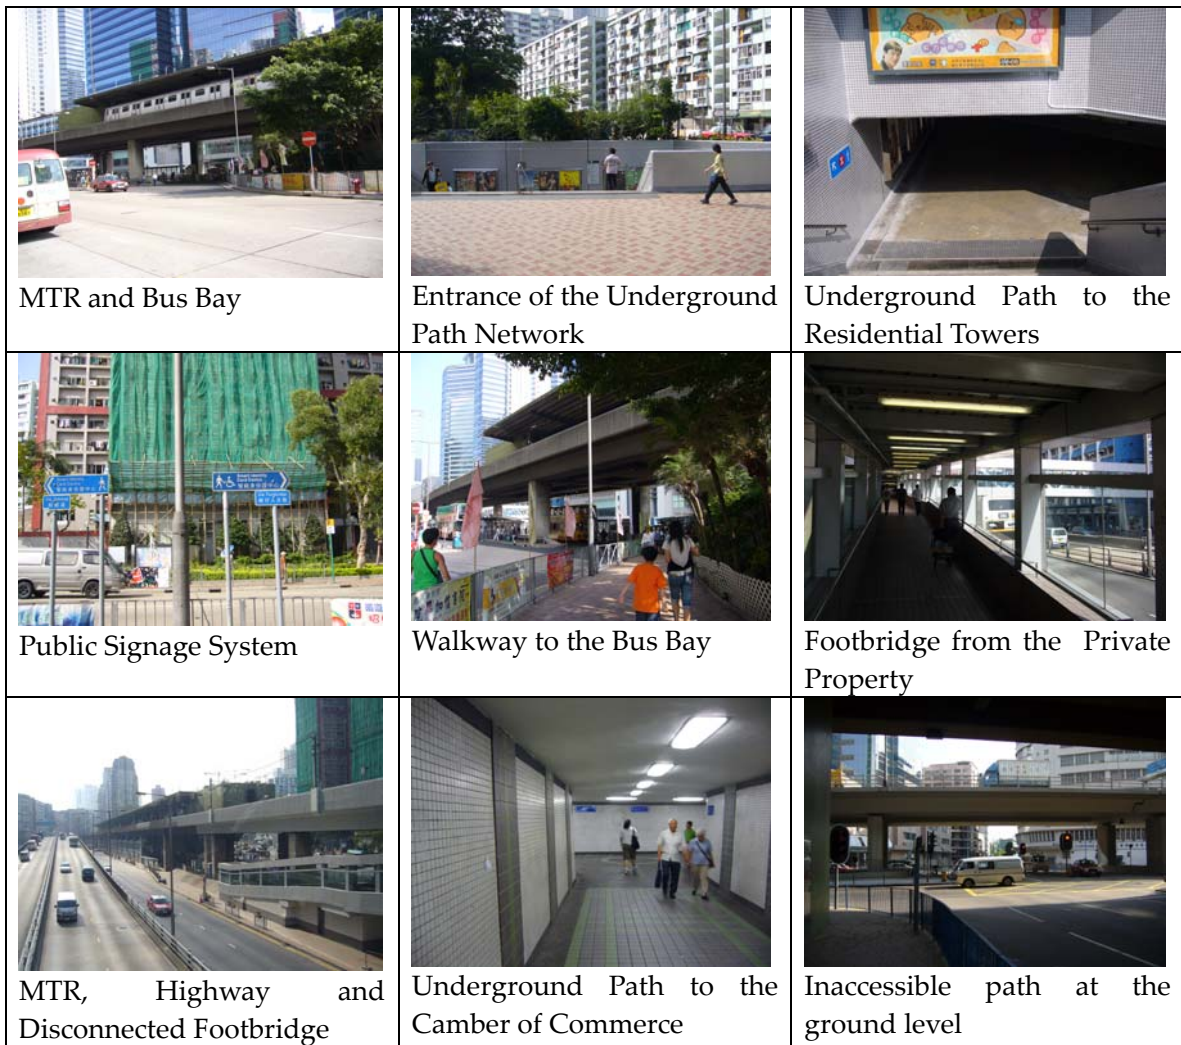 MTR and Bus Bay
Entrance of the Underground
Path Network
Underground Path to the
Residential Towers
Public Signage System
Walkway to the Bus Bay
Footbridge from the Private
Property
MTR, Highway and
Disconnected Footbridge
Underground Path to the
Camber of Commerce
Inaccessible path at the
ground level